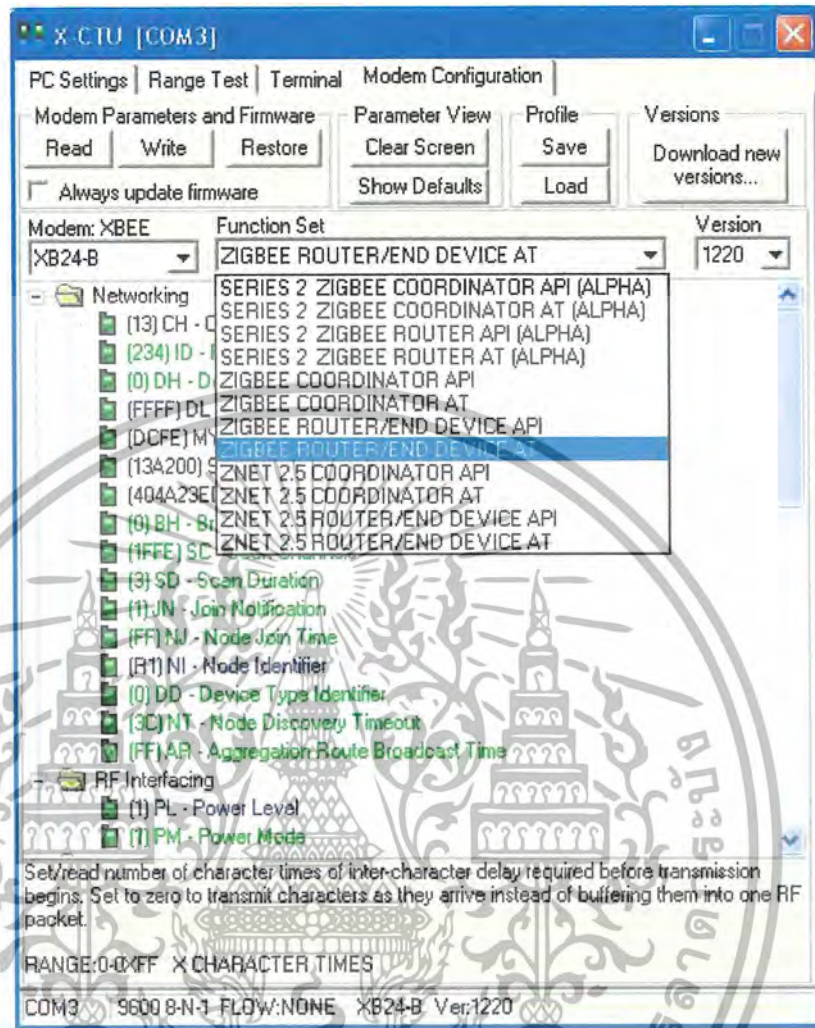 X-CTU [COM3]
PC Settings Range Test Terminal Modem Configuration
Modem Parameters and Firmware Parameter View Profile Versions
Read Write Restore Clear Screen Save Download new versions...
Always update firmware Show Defaults Load
Modem: XBEE Function Set Version
XB24-B ZIGBEE ROUTER/END DEVICE AT 1220
SERIES 2 ZIGBEE COORDINATOR API (ALPHA)
SERIES 2 ZIGBEE COORDINATOR AT (ALPHA)
SERIES 2 ZIGBEE ROUTER API (ALPHA)
SERIES 2 ZIGBEE ROUTER AT (ALPHA)
ZIGBEE COORDINATOR API
ZIGBEE COORDINATOR AT
ZIGBEE ROUTER/END DEVICE API
ZIGBEE ROUTER/END DEVICE AT
ZNET 2.5 COORDINATOR API
ZNET 2.5 COORDINATOR AT
ZNET 2.5 ROUTER/END DEVICE API
ZNET 2.5 ROUTER/END DEVICE AT
Networking
(13) CH -
(234) ID -
(0) DH -
(FFFF) DL
(DCFE) MY
(13A200)
(404A23ED
(0) BH -
(1FFE) SC
(3) SD - Scan Duration
(1) JN - Join Notification
(FF) NJ - Node Join Time
(R1) NI - Node Identifier
(0) DD - Device Type Identifier
(3C) NT - Node Discovery Timeout
(FF) AR - Aggregation Route Broadcast Time
RF Interfacing
(1) PL - Power Level
(1) PM - Power Mode
Set/read number of character times of inter-character delay required before transmission
begins. Set to zero to transmit characters as they arrive instead of buffering them into one RF
packet.
RANGE:0-0XFF X CHARACTER TIMES
COM3 9600 8-N-1 FLOW:NONE XB24-B Ver:1220